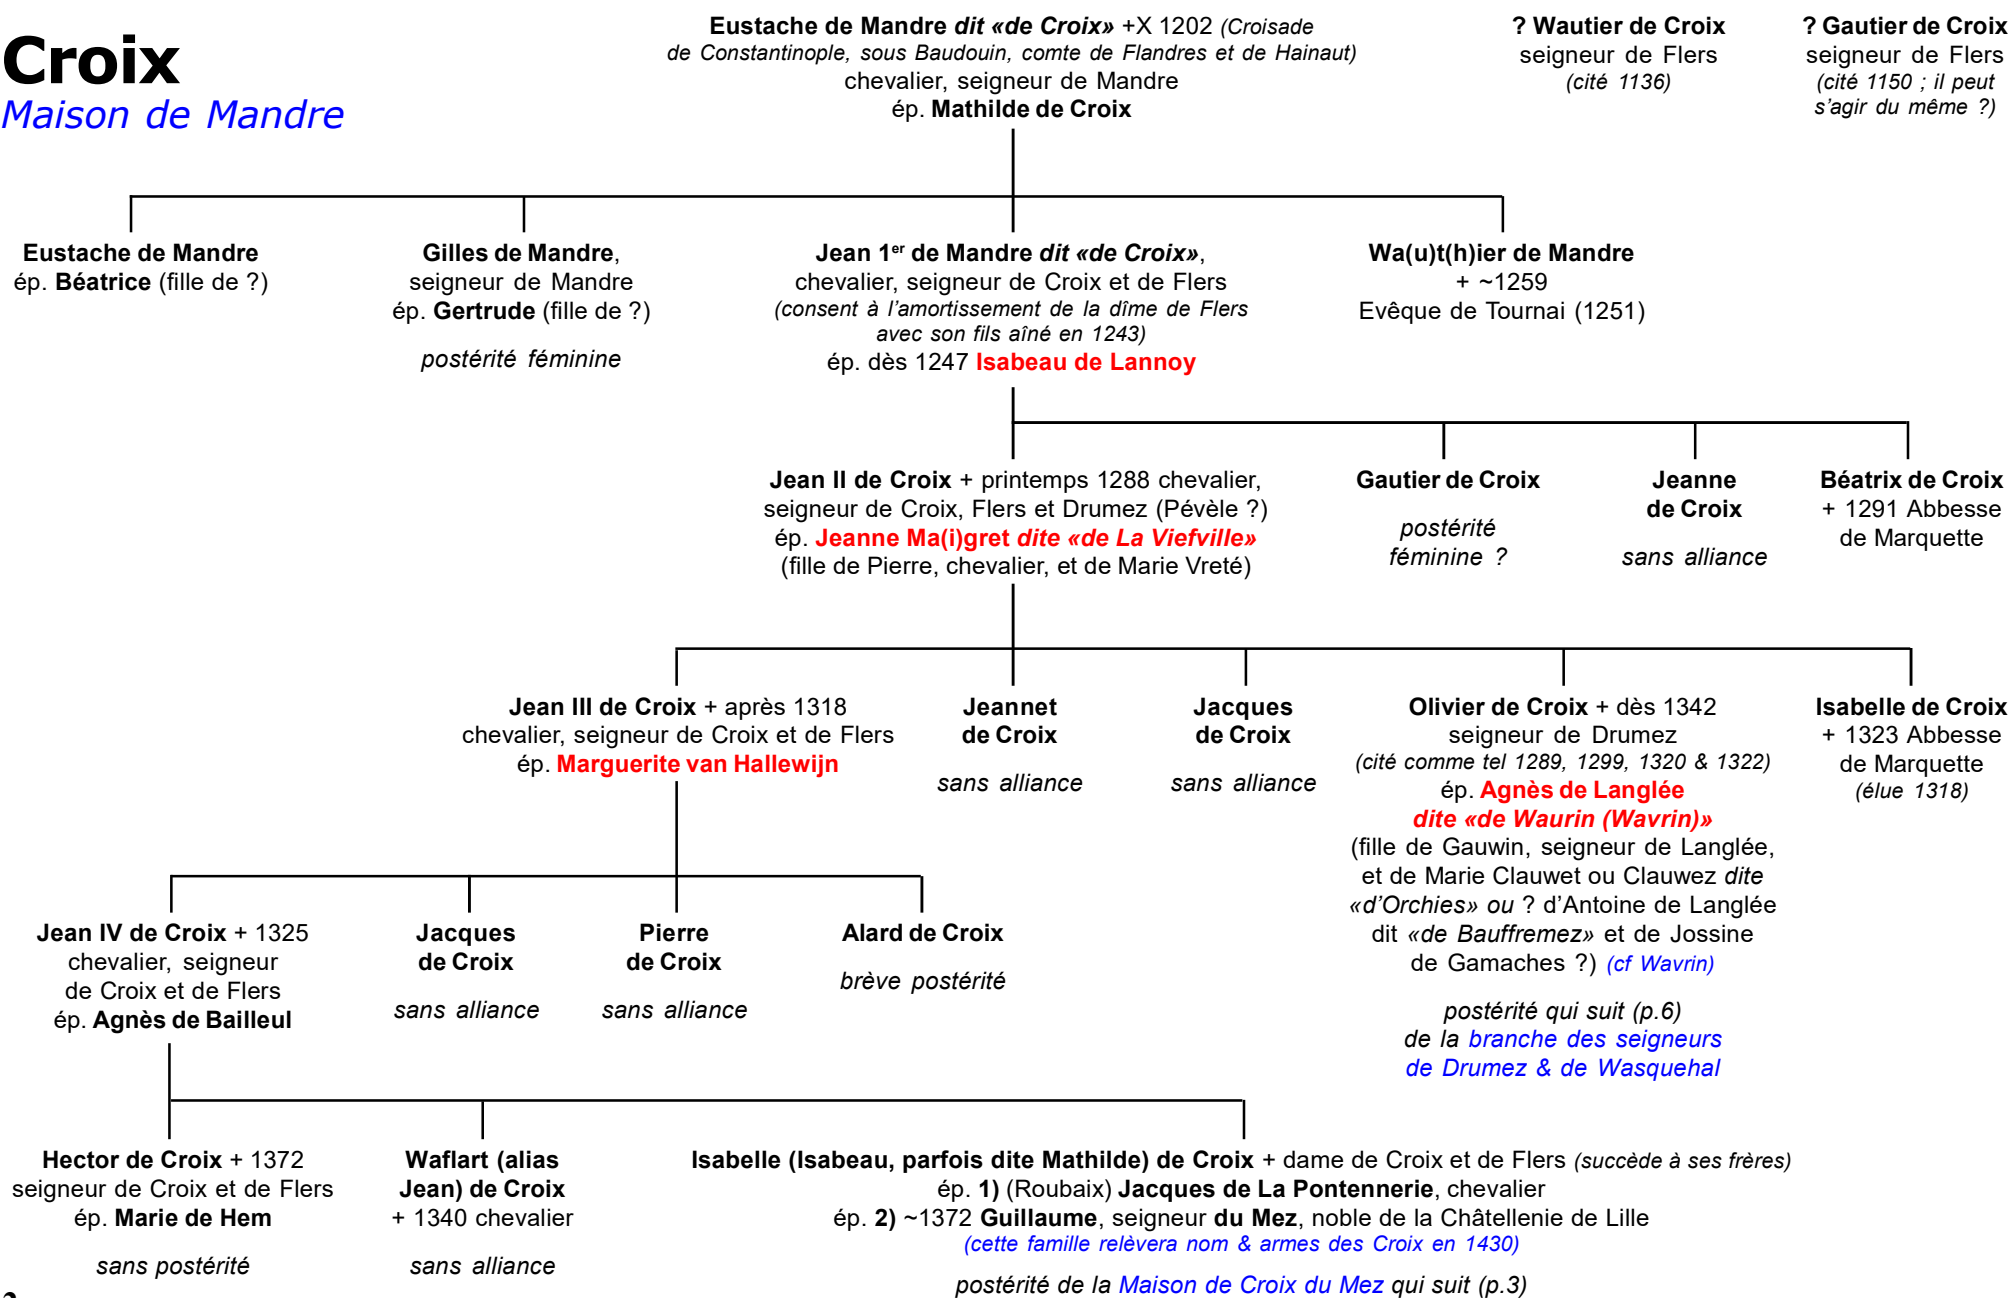 Croix
Maison de Mandre
Eustache de Mandre dit «de Croix» +X 1202 (Croisade
de Constantinople, sous Baudouin, comte de Flandres et de Hainaut)
chevalier, seigneur de Mandre
ép. Mathilde de Croix
? Wautier de Croix
seigneur de Flers
(cité 1136)
? Gautier de Croix
seigneur de Flers
(cité 1150 ; il peut
s'agir du même ?)
Eustache de Mandre
ép. Béatrice (fille de ?)
Gilles de Mandre,
seigneur de Mandre
ép. Gertrude (fille de ?)
postérité féminine
Jean 1er de Mandre dit «de Croix»,
chevalier, seigneur de Croix et de Flers
(consent à l'amortissement de la dîme de Flers
avec son fils aîné en 1243)
ép. dès 1247 Isabeau de Lannoy
Wa(u)t(h)ier de Mandre
+ ~1259
Evêque de Tournai (1251)
Jean II de Croix + printemps 1288 chevalier,
seigneur de Croix, Flers et Drumez (Pévèle ?)
ép. Jeanne Ma(i)gret dite «de La Viefville»
(fille de Pierre, chevalier, et de Marie Vreté)
Gautier de Croix
postérité
féminine ?
Jeanne
de Croix
sans alliance
Béatrix de Croix
+ 1291 Abbesse
de Marquette
Jean III de Croix + après 1318
chevalier, seigneur de Croix et de Flers
ép. Marguerite van Hallewijn
Jeannet
de Croix
sans alliance
Jacques
de Croix
sans alliance
Olivier de Croix + dès 1342
seigneur de Drumez
(cité comme tel 1289, 1299, 1320 & 1322)
ép. Agnès de Langlée
dite «de Waurin (Wavrin)»
(fille de Gauwin, seigneur de Langlée,
et de Marie Clauwet ou Clauwez dite
«d'Orchies» ou ? d'Antoine de Langlée
dit «de Bauffremez» et de Jossine
de Gamaches ?) (cf Wavrin)
postérité qui suit (p.6)
de la branche des seigneurs
de Drumez & de Wasquehal
Isabelle de Croix
+ 1323 Abbesse
de Marquette
(élue 1318)
Jean IV de Croix + 1325
chevalier, seigneur
de Croix et de Flers
ép. Agnès de Bailleul
Jacques
de Croix
sans alliance
Pierre
de Croix
sans alliance
Alard de Croix
brève postérité
Hector de Croix + 1372
seigneur de Croix et de Flers
ép. Marie de Hem
sans postérité
Waflart (alias
Jean) de Croix
+ 1340 chevalier
sans alliance
Isabelle (Isabeau, parfois dite Mathilde) de Croix + dame de Croix et de Flers (succède à ses frères)
ép. 1) (Roubaix) Jacques de La Pontennerie, chevalier
ép. 2) ~1372 Guillaume, seigneur du Mez, noble de la Châtellenie de Lille
(cette famille relèvera nom & armes des Croix en 1430)
postérité de la Maison de Croix du Mez qui suit (p.3)